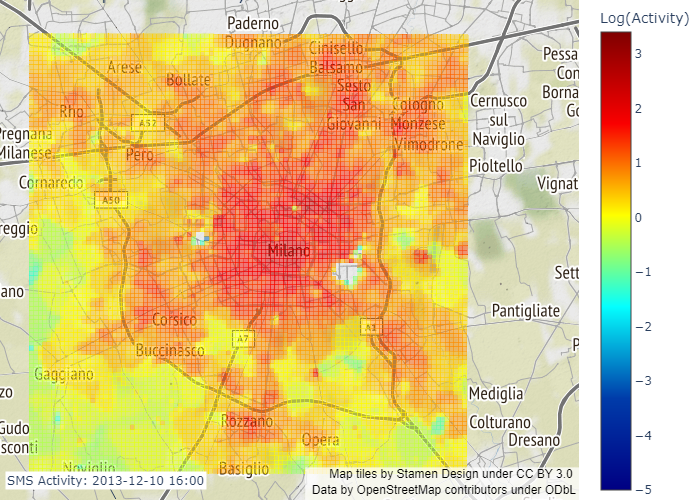 Paderno
Dugnano
Cinisello
Balsamo
Arese
Bollate
Sesto
San
Giovanni
Cologno
Monzese
Vimodrone
Cernusco
sul
Naviglio
Pessa
Con
Borna
Go
Rho
A52
Pregnana
Milanese
Pero
Pioltello
Cornaredo
A50
Vignat
reggio
Milano
Sett
ano
Pantigliate
Corsico
A7
A1
Buccinasco
P
Gaggiano
zo
Mediglia
Rozzano
Colturano
Gudo
sconti
Opera
Dresano
Noviglio
Basiglio
SMS Activity: 2013-12-10 16:00
Map tiles by Stamen Design under CC BY 3.0
Data by OpenStreetMap contributors under ODbL
Log(Activity)
3
2
1
0
−1
−2
−3
−4
−5